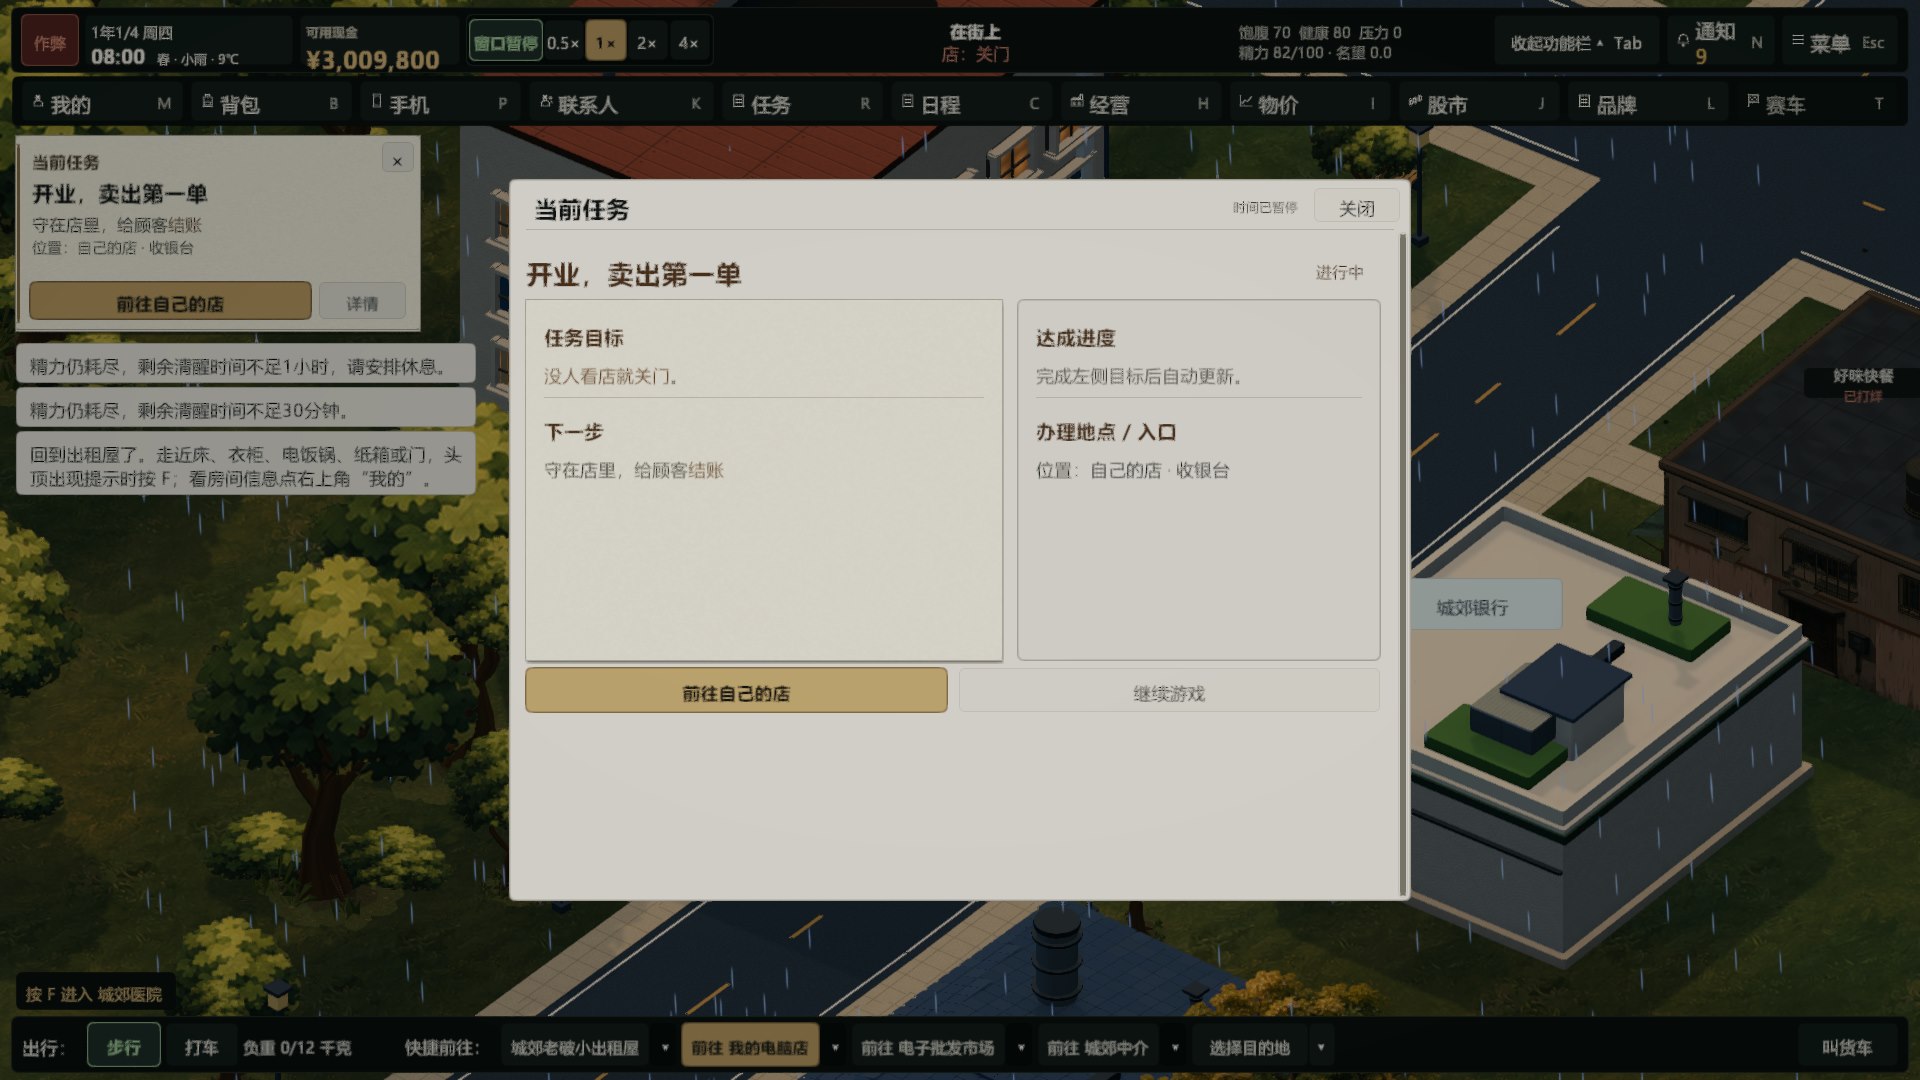 作弊
1年1/4 周四
08:00 春·小雨·9℃
可用现金
¥3,009,800
窗口暂停 0.5× 1× 2× 4×
在街上
店：关门
饱腹 70 健康 80 压力 0
精力 82/100·名望 0.0
收起功能栏 Tab
通知 N
9
菜单 Esc
我的 M
背包 B
手机 P
联系人 K
任务 R
日程 C
经营 H
物价 I
股市 J
品牌 L
赛车 T
当前任务
×
开业，卖出第一单
守在店里，给顾客结账
位置：自己的店·收银台
前往自己的店
详情
精力仍耗尽，剩余清醒时间不足1小时，请安排休息。
精力仍耗尽，剩余清醒时间不足30分钟。
回到出租屋了。走近床、衣柜、电饭锅、纸箱或门，头
顶出现提示时按 F；看房间信息点右上角“我的”。
当前任务
时间已暂停
关闭
开业，卖出第一单
进行中
任务目标
没人看店就关门。
下一步
守在店里，给顾客结账
达成进度
完成左侧目标后自动更新。
办理地点 / 入口
位置：自己的店·收银台
前往自己的店
继续游戏
好味快餐
已打烊
城郊银行
按 F 进入 城郊医院
出行：
步行
打车
负重 0/12 千克
快捷前往：
城郊老破小出租屋
前往 我的电脑店
前往 电子批发市场
前往 城郊中介
选择目的地
叫货车